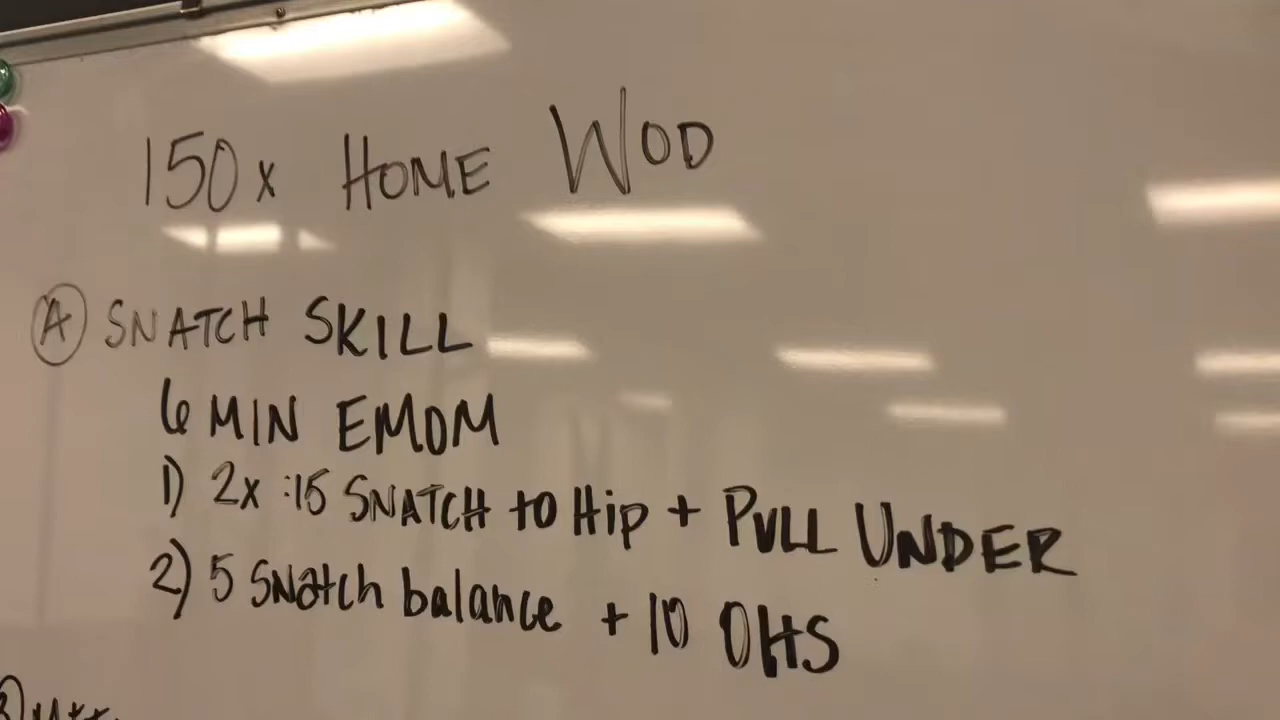 150x HOME WOD
A SNATCH SKILL
6 MIN EMOM
1) 2x :15 SNATCH to Hip + PULL UNDER
2) 5 Snatch balance + 10 OHS